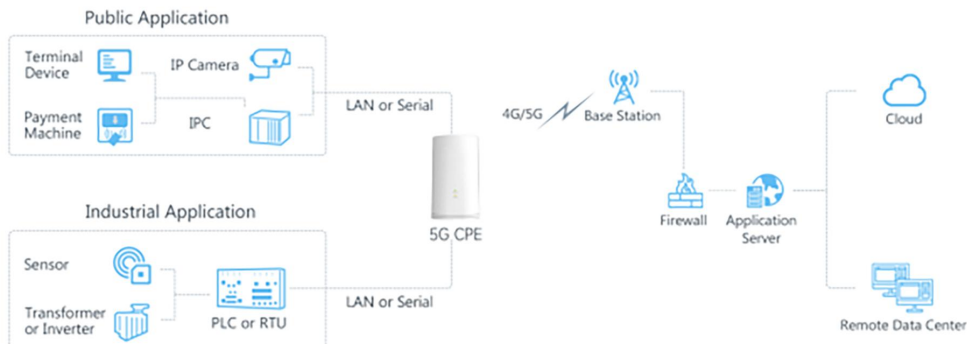 Public Application
Terminal
Device
IP Camera
Payment
Machine
IPC
LAN or Serial
Industrial Application
Sensor
Transformer
or Inverter
PLC or RTU
LAN or Serial
5G CPE
4G/5G
Base Station
Firewall
Application
Server
Cloud
Remote Data Center